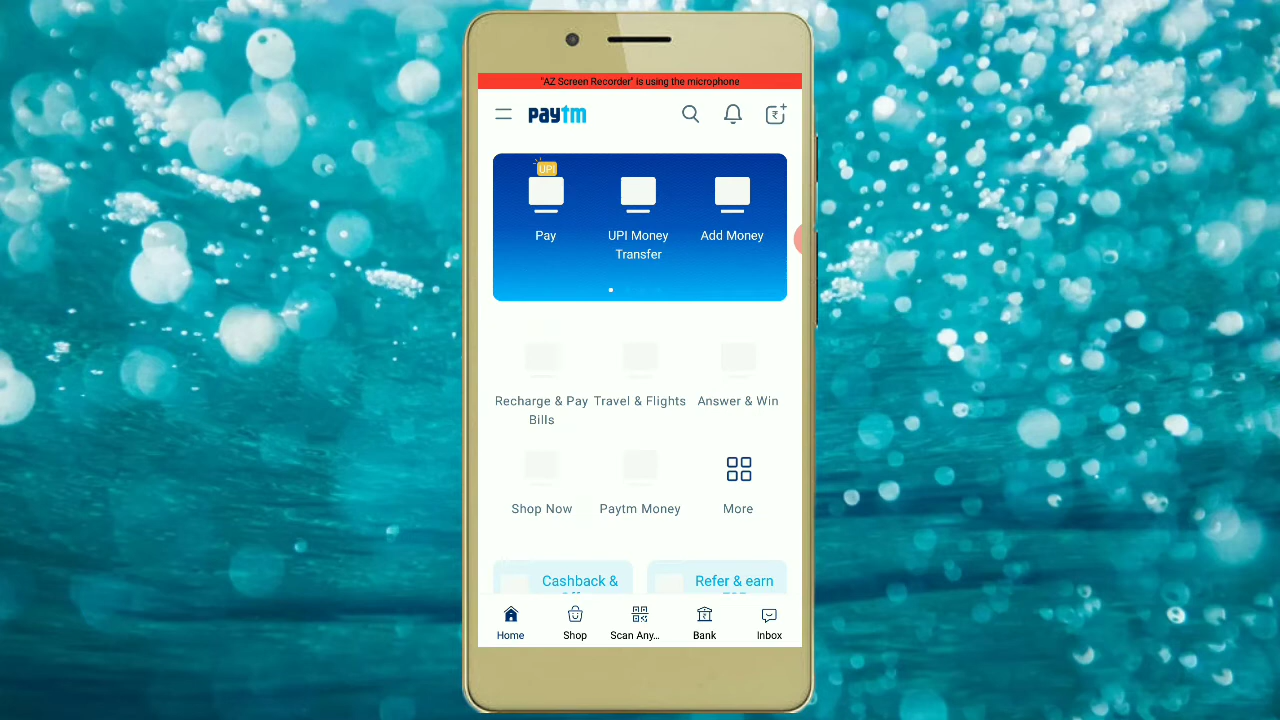 "AZ Screen Recorder" is using the microphone
paytm
UPI
Pay
UPI Money
Transfer
Add Money
Recharge & Pay
Bills
Travel & Flights
Answer & Win
Shop Now
Paytm Money
More
Cashback &
Refer & earn
Home
Shop
Scan Any...
Bank
Inbox